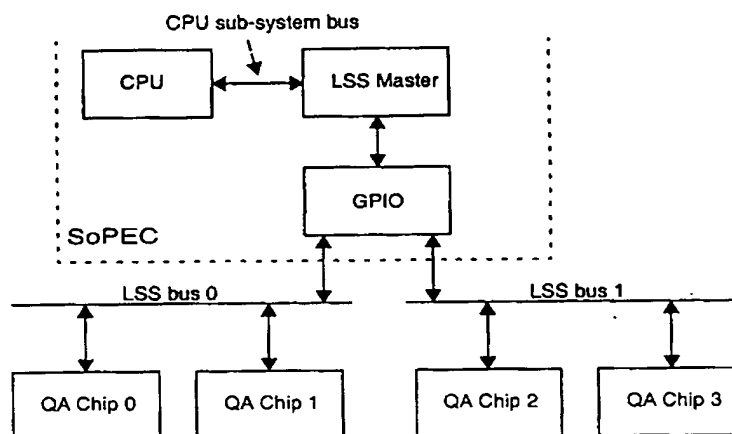 CPU sub-system bus
CPU
LSS Master
GPIO
SoPEC
LSS bus 0
LSS bus 1
QA Chip 0
QA Chip 1
QA Chip 2
QA Chip 3